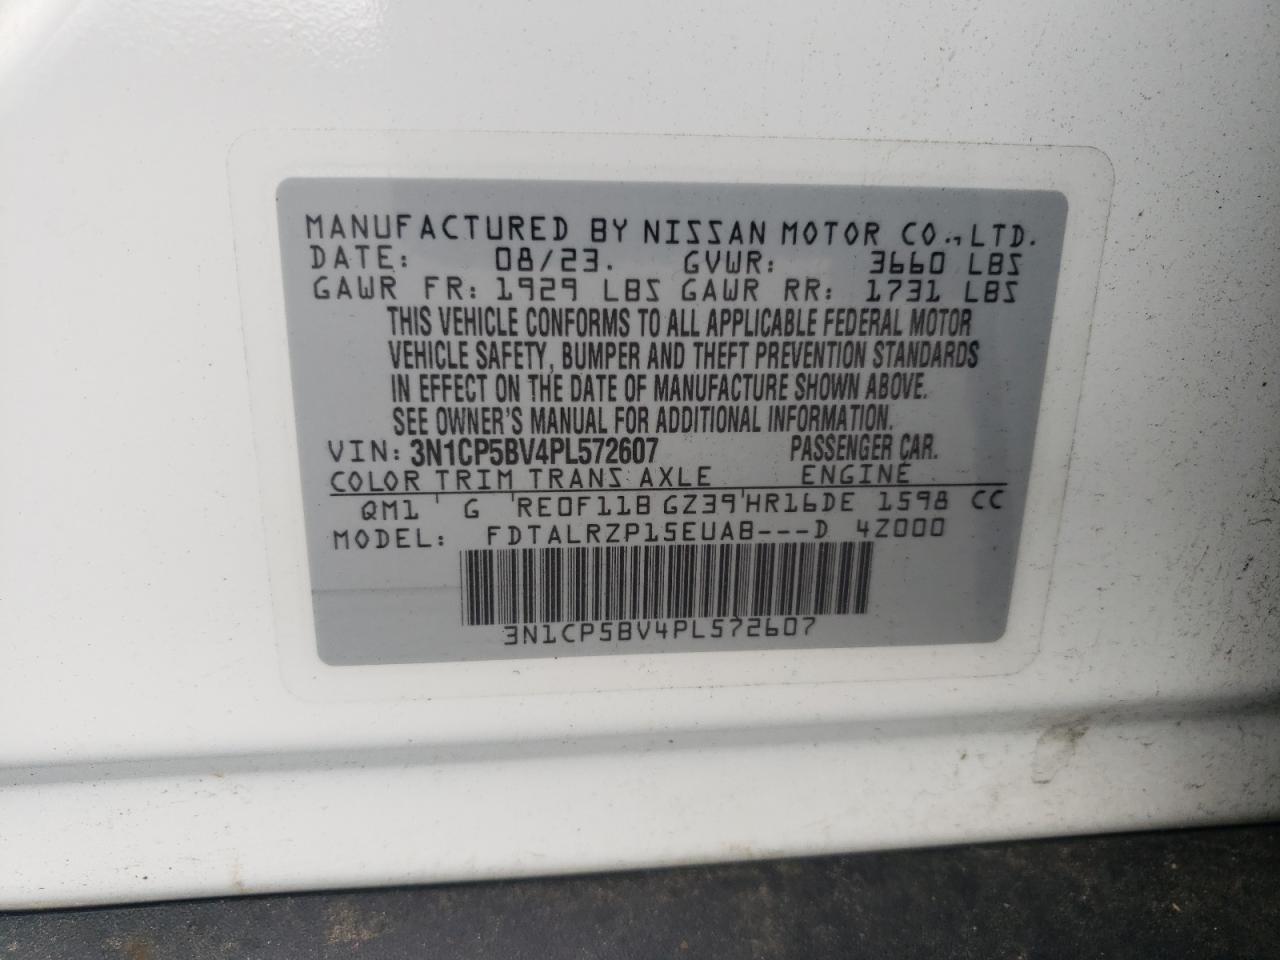 MANUFACTURED BY NISSAN MOTOR CO., LTD.
DATE: 08/23. GVWR: 3660 LBS
GAWR FR: 1929 LBS GAWR RR: 1731 LBS
THIS VEHICLE CONFORMS TO ALL APPLICABLE FEDERAL MOTOR
VEHICLE SAFETY, BUMPER AND THEFT PREVENTION STANDARDS
IN EFFECT ON THE DATE OF MANUFACTURE SHOWN ABOVE.
SEE OWNER'S MANUAL FOR ADDITIONAL INFORMATION.
VIN: 3N1CP5BV4PL572607 PASSENGER CAR.
COLOR TRIM TRANS AXLE ENGINE
QM1 G RE0F11B GZ39 HR16DE 1598 CC
MODEL: FDTALRZP15EUAB---D 4Z000
3N1CP5BV4PL572607